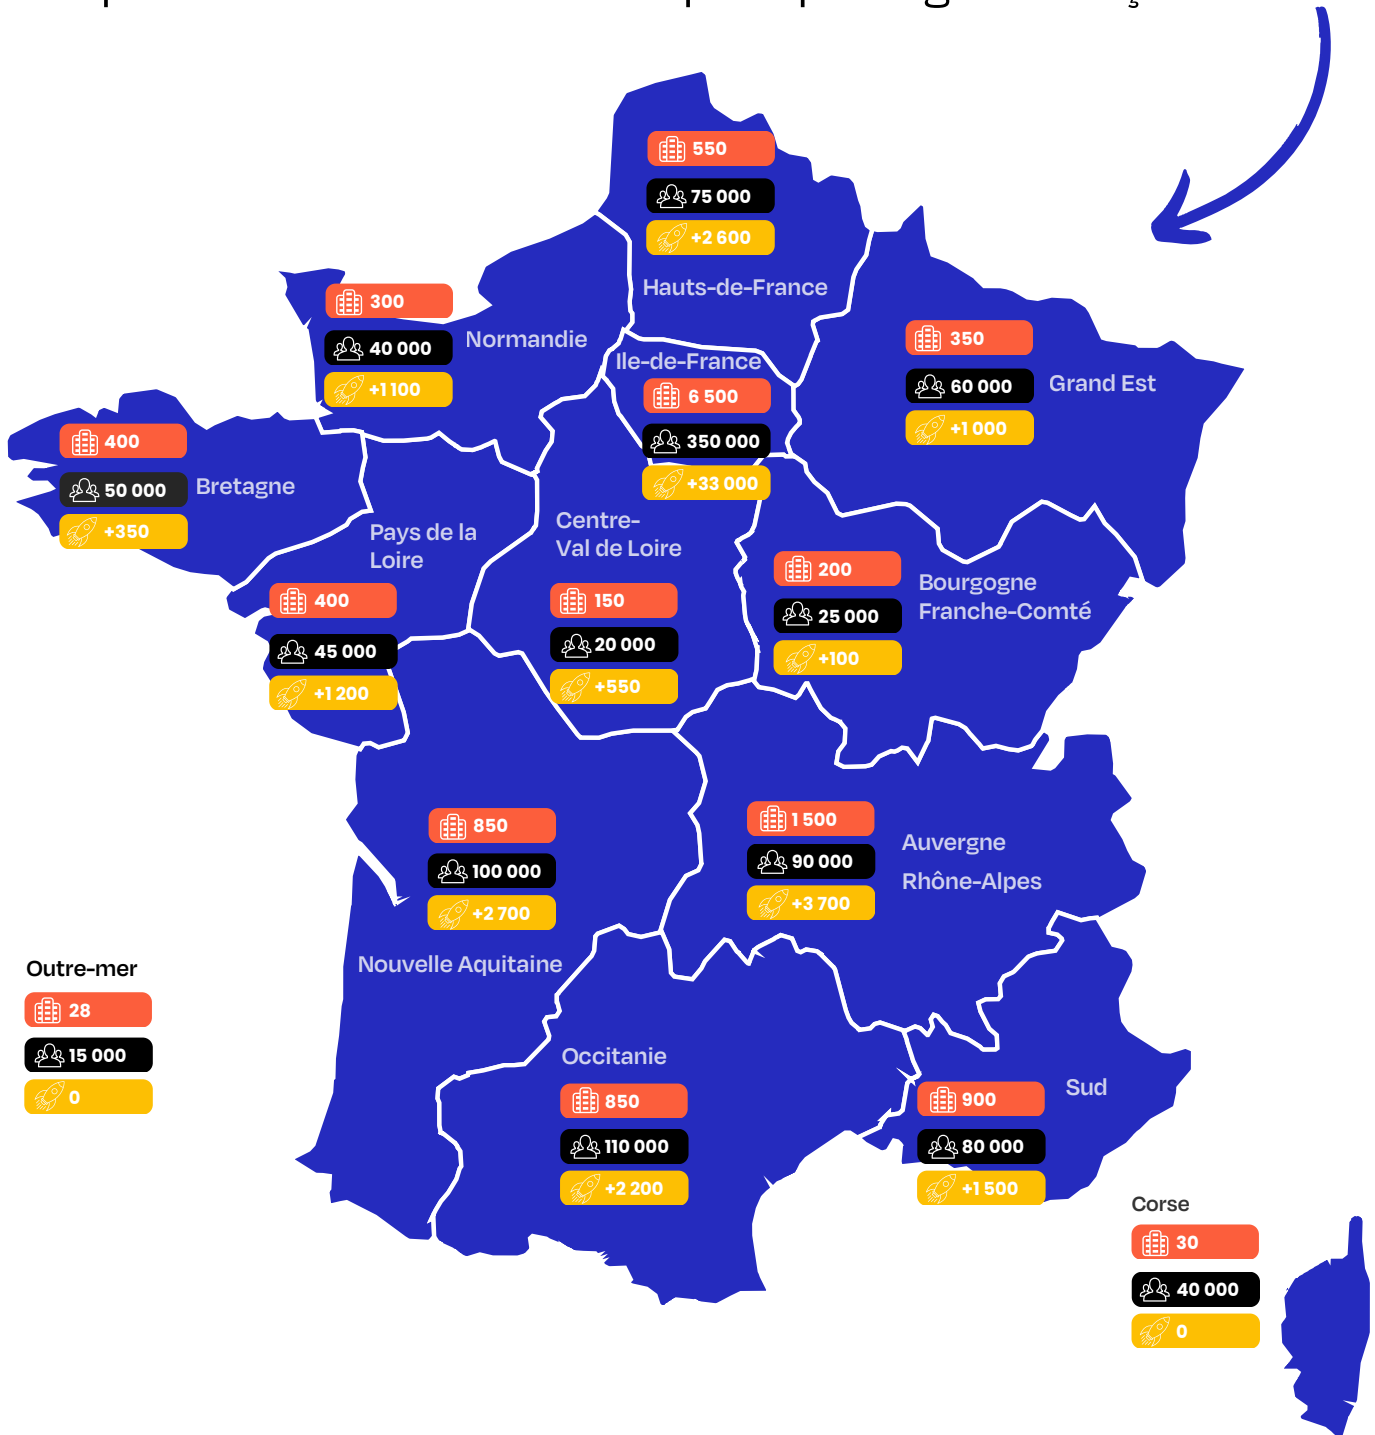 550
75 000
+2 600
Hauts-de-France
300
40 000
+1 100
Normandie
Ile-de-France
6 500
350 000
+33 000
350
60 000
+1 000
Grand Est
400
50 000
+350
Bretagne
Pays de la
Loire
400
45 000
+1 200
Centre-
Val de Loire
150
20 000
+550
200
25 000
+100
Bourgogne
Franche-Comté
850
100 000
+2 700
Nouvelle Aquitaine
1 500
90 000
+3 700
Auvergne
Rhône-Alpes
Outre-mer
28
15 000
0
Occitanie
850
110 000
+2 200
Sud
900
80 000
+1 500
Corse
30
40 000
0